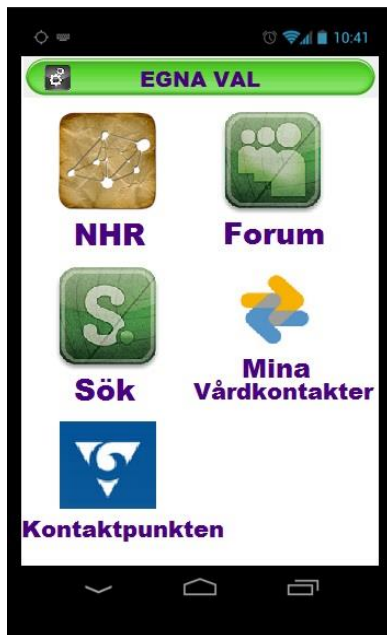 10:41
EGNA VAL
NHR
Forum
S.
Sök
Mina
Vårdkontakter
Kontaktpunkten